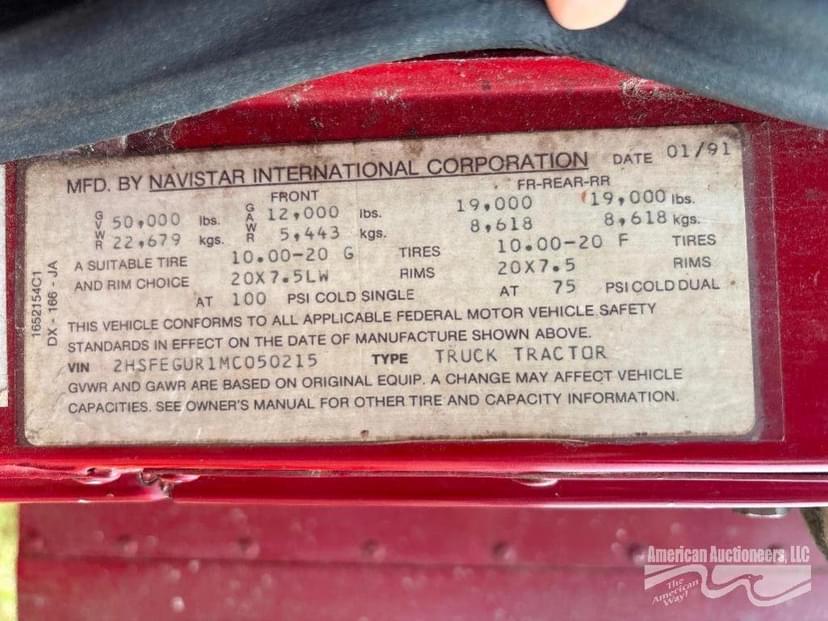 MFD. BY NAVISTAR INTERNATIONAL CORPORATION DATE 01/91
FRONT FR-REAR-RR
GVWR 50,000 lbs. GAWR 12,000 lbs. 19,000 19,000 lbs.
22,679 kgs. 5,443 kgs. 8,618 8,618 kgs.
A SUITABLE TIRE 10.00-20 G TIRES 10.00-20 F TIRES
AND RIM CHOICE 20X7.5LW RIMS 20X7.5 RIMS
AT 100 PSI COLD SINGLE AT 75 PSI COLD DUAL
THIS VEHICLE CONFORMS TO ALL APPLICABLE FEDERAL MOTOR VEHICLE SAFETY
STANDARDS IN EFFECT ON THE DATE OF MANUFACTURE SHOWN ABOVE.
VIN 2HSFEGUR1MC050215 TYPE TRUCK TRACTOR
GVWR AND GAWR ARE BASED ON ORIGINAL EQUIP. A CHANGE MAY AFFECT VEHICLE
CAPACITIES. SEE OWNER'S MANUAL FOR OTHER TIRE AND CAPACITY INFORMATION.
1652154C1
DX - 166 - JA
American Auctioneers, LLC
The American Way!